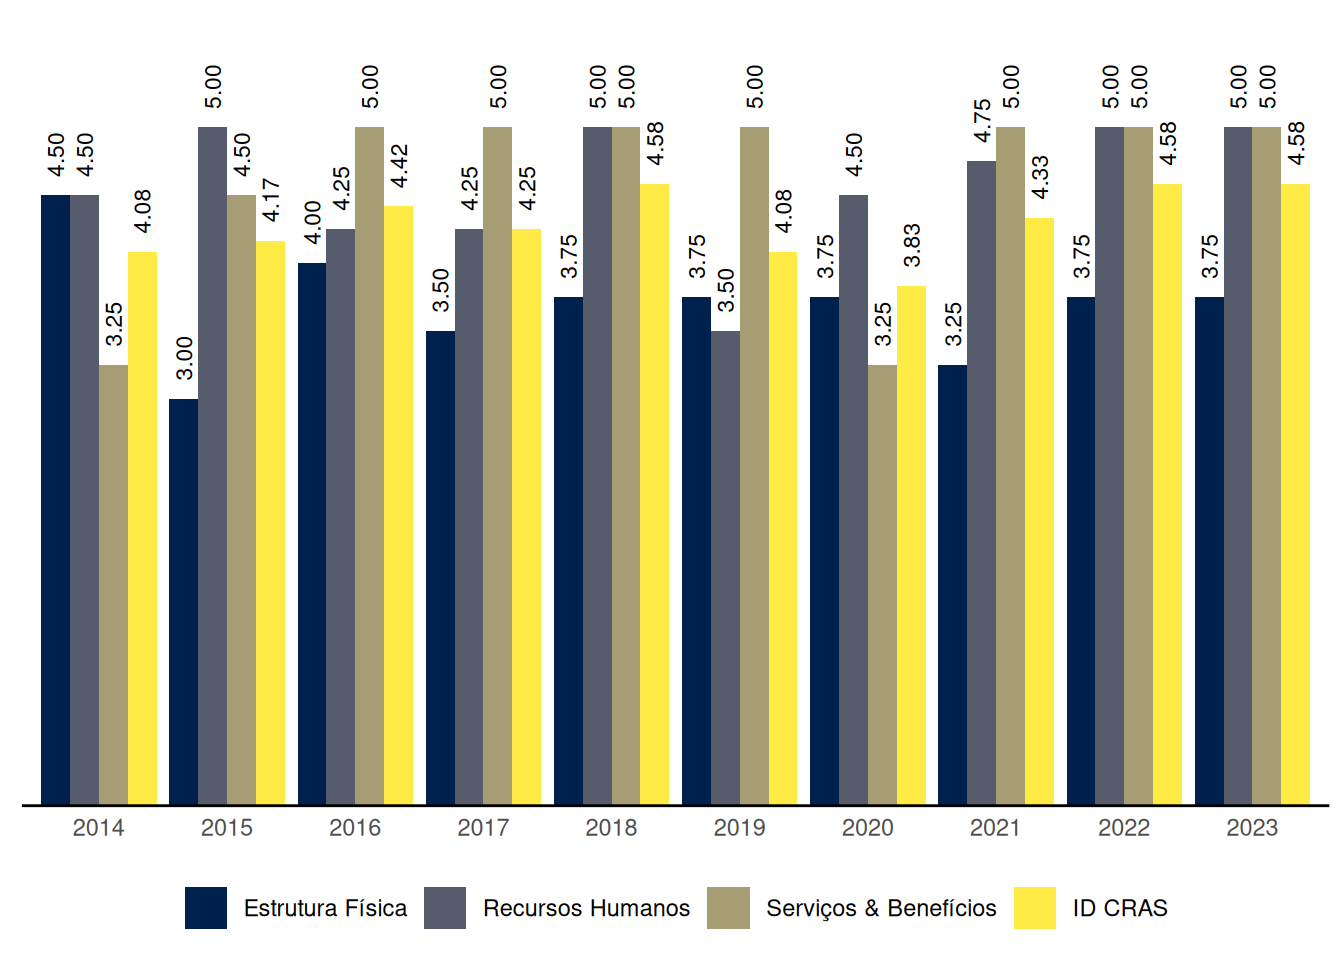 4.50 4.50 3.25 4.08
3.00 5.00 4.50 4.17
4.00 4.25 5.00 4.42
3.50 4.25 5.00 4.25
3.75 5.00 5.00 4.58
3.75 3.50 5.00 4.08
3.75 4.50 3.25 3.83
3.25 4.75 5.00 4.33
3.75 5.00 5.00 4.58
3.75 5.00 5.00 4.58
2014 2015 2016 2017 2018 2019 2020 2021 2022 2023
Estrutura Física Recursos Humanos Serviços & Benefícios ID CRAS